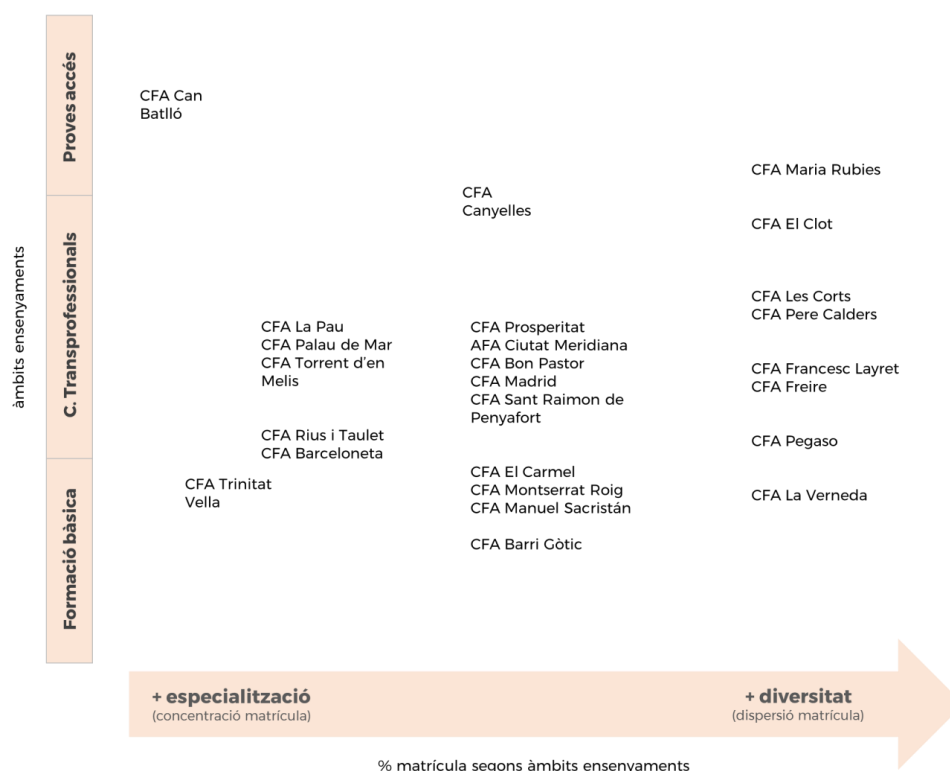 Proves accés
C. Transprofessionals
Formació bàsica
àmbits ensenyaments
CFA Can
Batlló
CFA Maria Rubies
CFA
Canyelles
CFA El Clot
CFA Les Corts
CFA Pere Calders
CFA La Pau
CFA Palau de Mar
CFA Torrent d'en
Melis
CFA Prosperitat
AFA Ciutat Meridiana
CFA Bon Pastor
CFA Madrid
CFA Sant Raimon de
Penyafort
CFA Francesc Layret
CFA Freire
CFA Rius i Taulet
CFA Barceloneta
CFA Pegaso
CFA Trinitat
Vella
CFA El Carmel
CFA Montserrat Roig
CFA Manuel Sacristán
CFA La Verneda
CFA Barri Gòtic
+ especialització
(concentració matrícula)
+ diversitat
(dispersió matrícula)
% matrícula segons àmbits ensenyaments